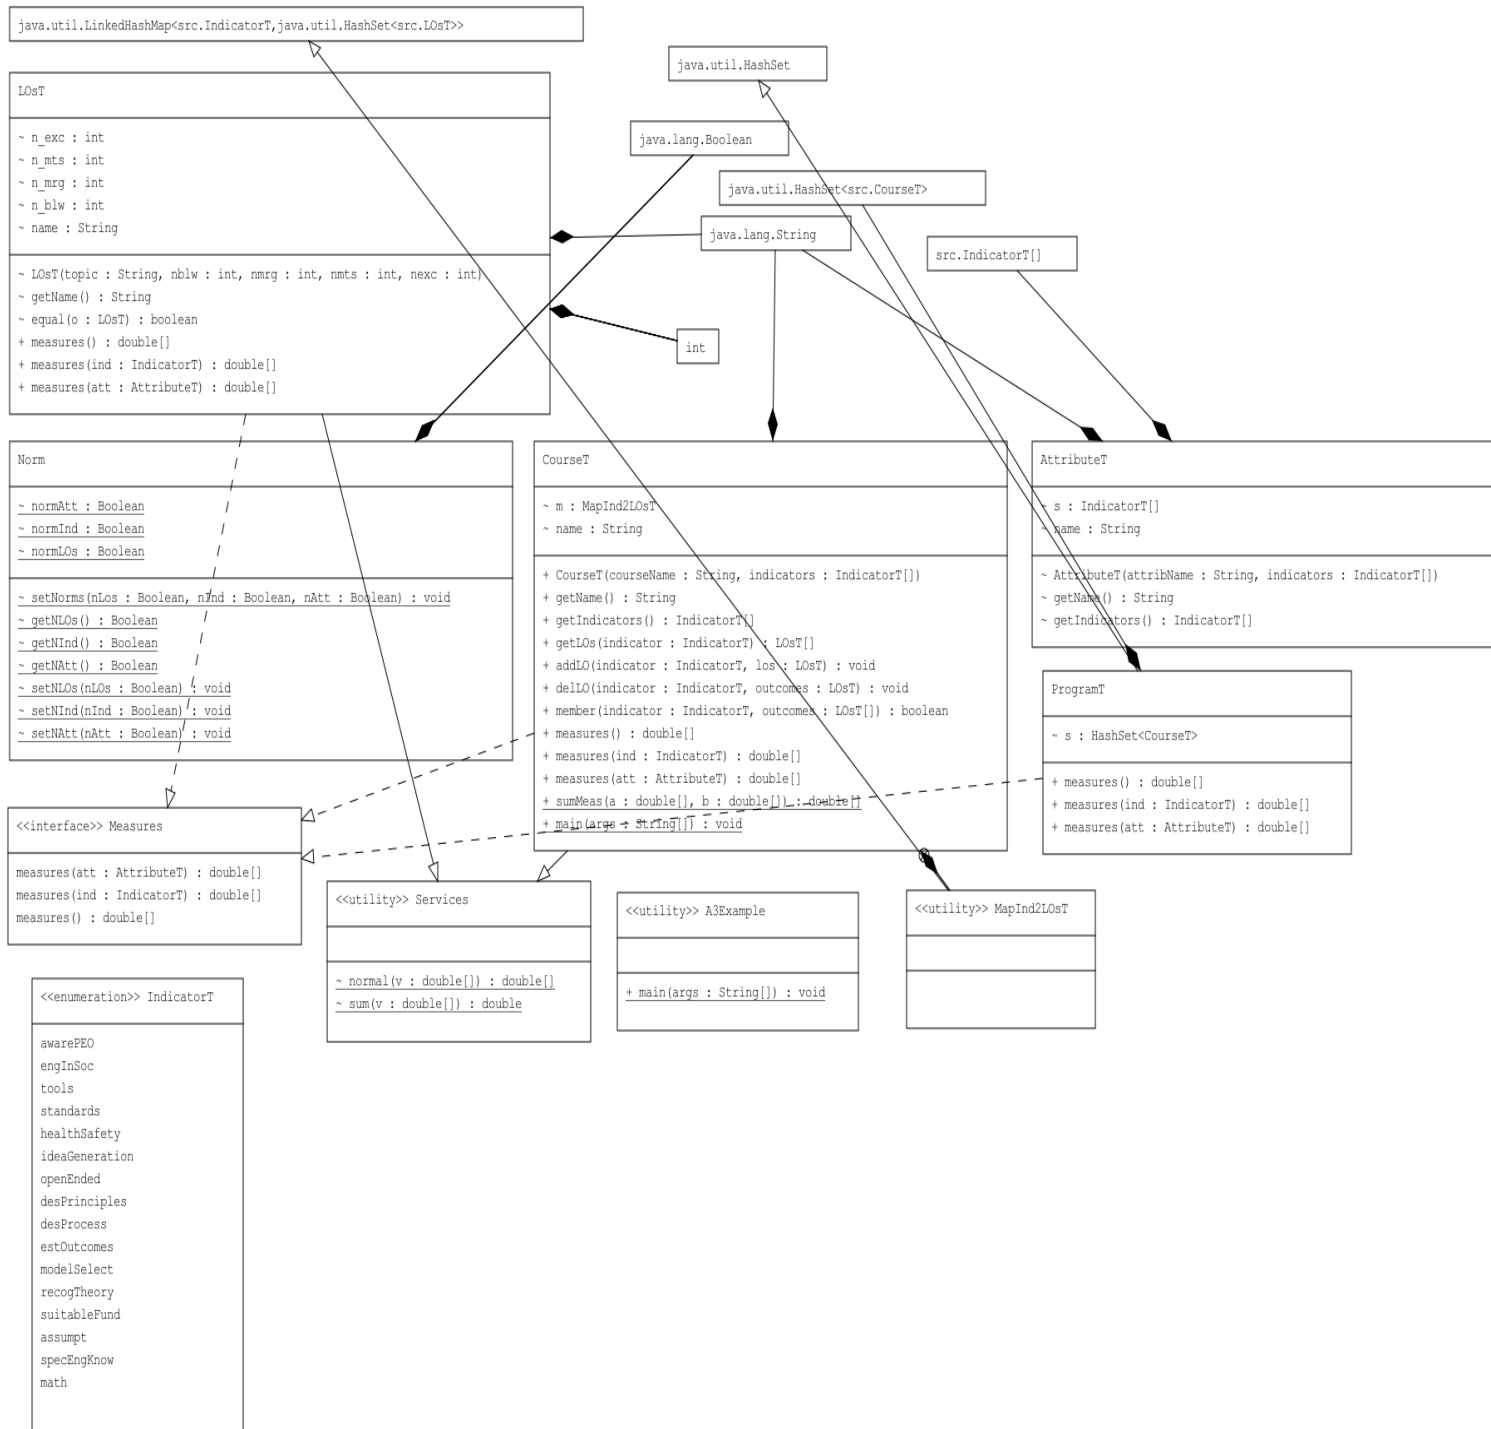 java.util.LinkedHashMap<src.IndicatorT,java.util.HashSet<src.LOsT>>
java.util.HashSet
LOsT
~ n_exc : int
~ n_mts : int
~ n_mrg : int
~ n_blw : int
~ name : String
~ LOsT(topic : String, nblw : int, nmrg : int, nmts : int, nexc : int)
~ getName() : String
~ equal(o : LOsT) : boolean
+ measures() : double[]
+ measures(ind : IndicatorT) : double[]
+ measures(att : AttributeT) : double[]
java.lang.Boolean
java.util.HashSet<src.CourseT>
java.lang.String
src.IndicatorT[]
int
Norm
~ normAtt : Boolean
~ normInd : Boolean
~ normLOs : Boolean
~ setNorms(nLos : Boolean, nInd : Boolean, nAtt : Boolean) : void
~ getNLOs() : Boolean
~ getNInd() : Boolean
~ getNAtt() : Boolean
~ setNLOs(nLOs : Boolean) : void
~ setNInd(nInd : Boolean) : void
~ setNAtt(nAtt : Boolean) : void
CourseT
~ m : MapInd2LOsT
~ name : String
+ CourseT(courseName : String, indicators : IndicatorT[])
+ getName() : String
+ getIndicators() : IndicatorT[]
+ getLOs(indicator : IndicatorT) : LOsT[]
+ addLO(indicator : IndicatorT, los : LOsT) : void
+ delLO(indicator : IndicatorT, outcomes : LOsT) : void
+ member(indicator : IndicatorT, outcomes : LOsT[]) : boolean
+ measures() : double[]
+ measures(ind : IndicatorT) : double[]
+ measures(att : AttributeT) : double[]
+ sumMeas(a : double[], b : double[]) : double[]
+ main(args : String[]) : void
AttributeT
~ s : IndicatorT[]
~ name : String
~ AttributeT(attribName : String, indicators : IndicatorT[])
~ getName() : String
~ getIndicators() : IndicatorT[]
ProgramT
~ s : HashSet<CourseT>
+ measures() : double[]
+ measures(ind : IndicatorT) : double[]
+ measures(att : AttributeT) : double[]
<<interface>> Measures
measures(att : AttributeT) : double[]
measures(ind : IndicatorT) : double[]
measures() : double[]
<<utility>> Services
~ normal(v : double[]) : double[]
~ sum(v : double[]) : double
<<utility>> A3Example
+ main(args : String[]) : void
<<utility>> MapInd2LOsT
<<enumeration>> IndicatorT
awarePEO
engInSoc
tools
standards
healthSafety
ideaGeneration
openEnded
desPrinciples
desProcess
estOutcomes
modelSelect
recogTheory
suitableFund
assumpt
specEngKnow
math